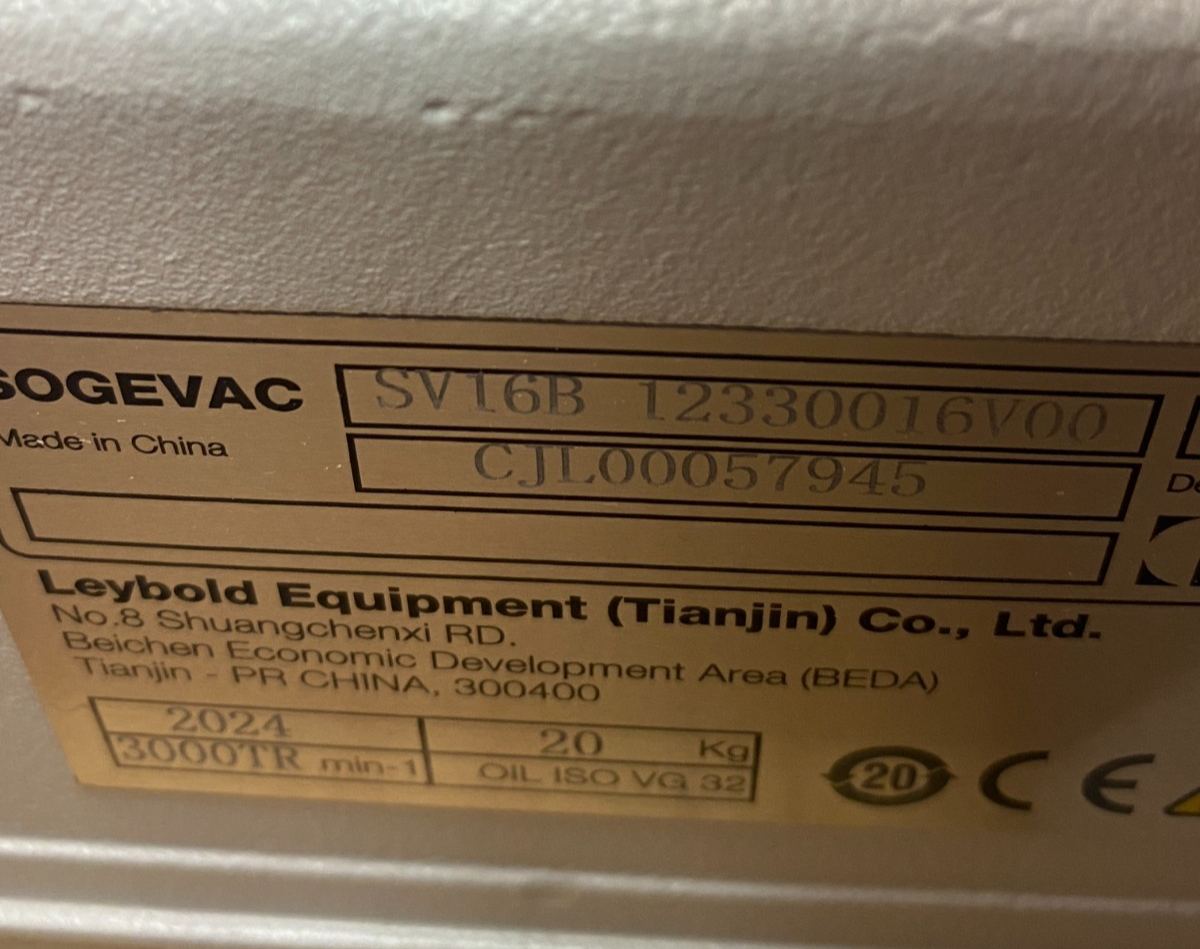 SOGEVAC
SV16B 12330016V00
Made in China
CJL00057945
Leybold Equipment (Tianjin) Co., Ltd.
No.8 Shuangchenxi RD.
Beichen Economic Development Area (BEDA)
Tianjin - PR CHINA, 300400
2024
20 Kg
3000TR min-1
OIL ISO VG 32
20
CE